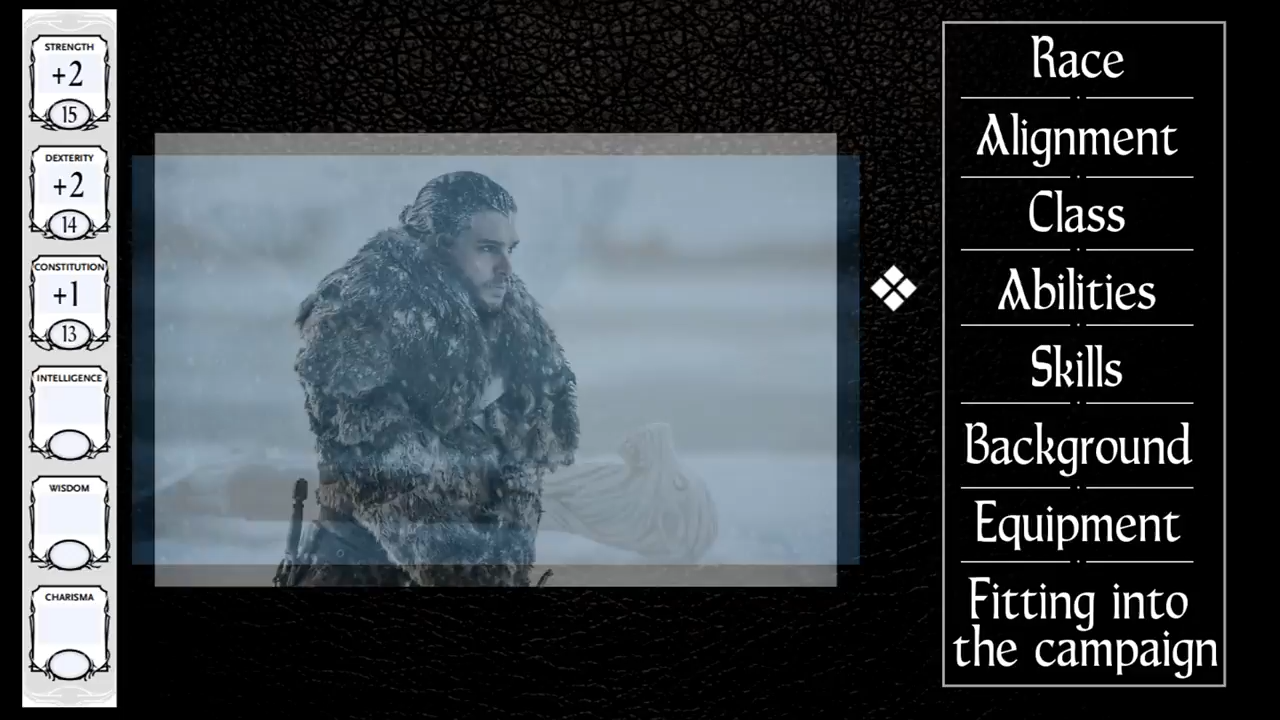 STRENGTH
+2
15
DEXTERITY
+2
14
CONSTITUTION
+1
13
INTELLIGENCE
WISDOM
CHARISMA
Race
Alignment
Class
Abilities
Skills
Background
Equipment
Fitting into
the campaign